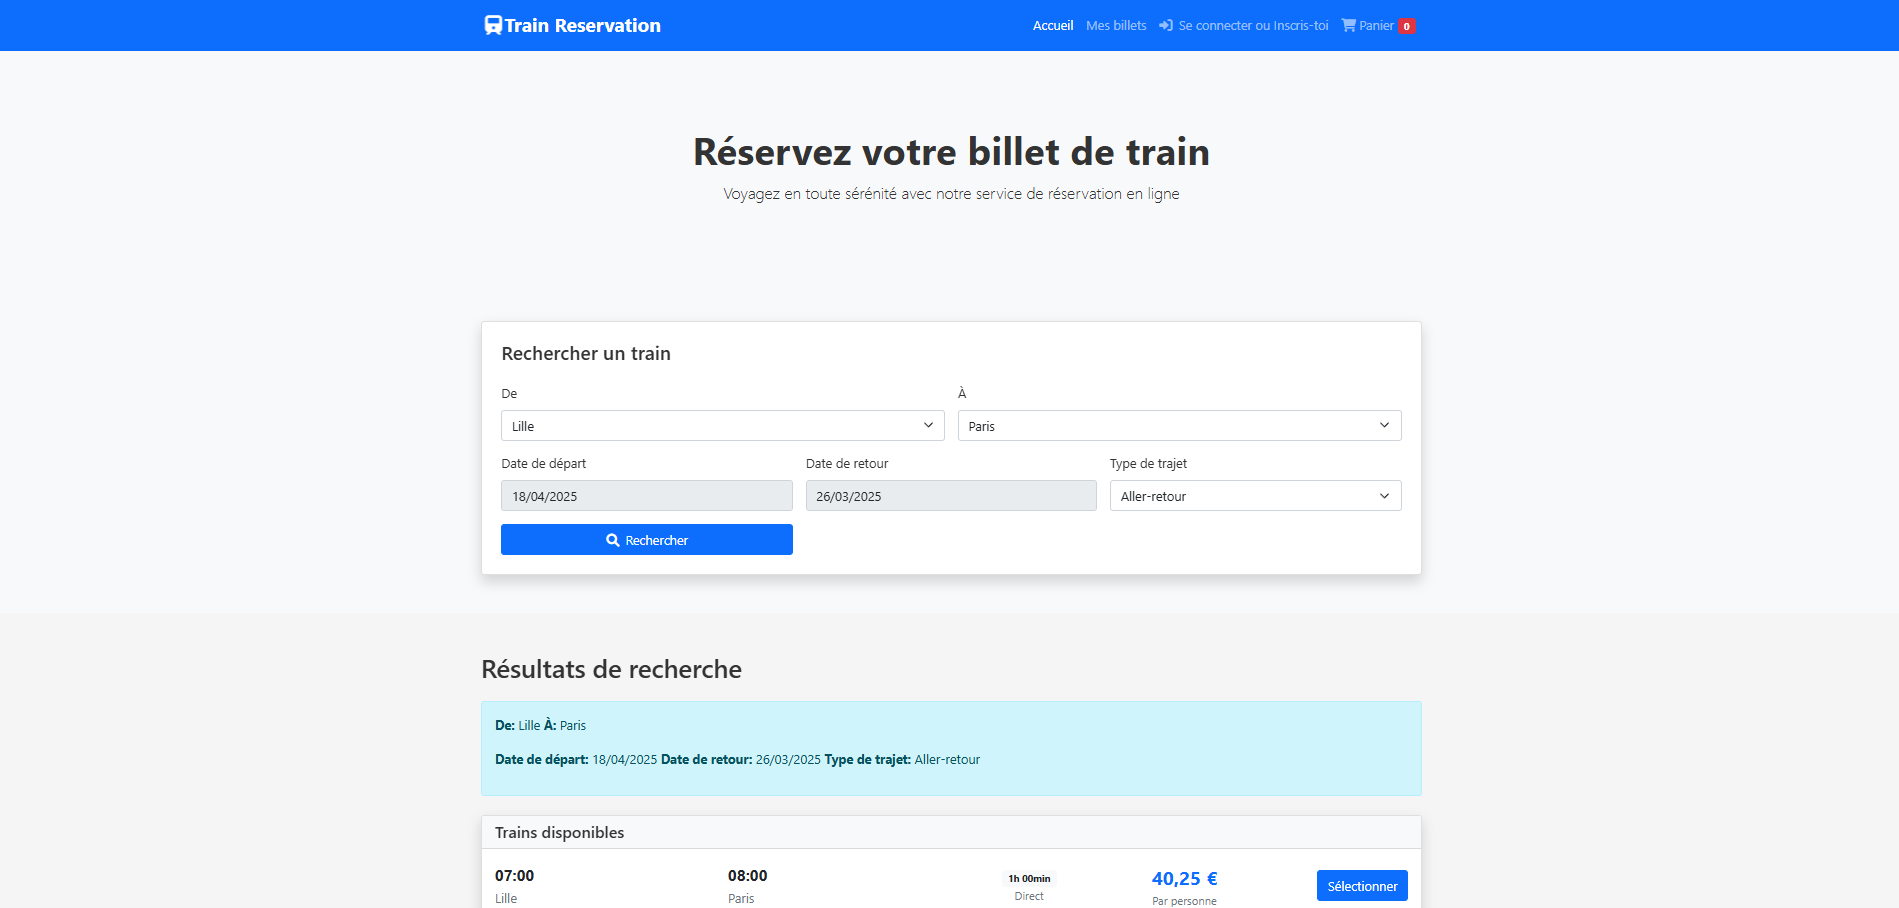 Train Reservation
Accueil Mes billets Se connecter ou Inscris-toi Panier 0
Réservez votre billet de train
Voyagez en toute sérénité avec notre service de réservation en ligne
Rechercher un train
De À
Lille Paris
Date de départ Date de retour Type de trajet
18/04/2025 26/03/2025 Aller-retour
Rechercher
Résultats de recherche
De: Lille À: Paris
Date de départ: 18/04/2025 Date de retour: 26/03/2025 Type de trajet: Aller-retour
Trains disponibles
07:00 08:00 1h 00min 40,25 € Sélectionner
Lille Paris Direct Par personne